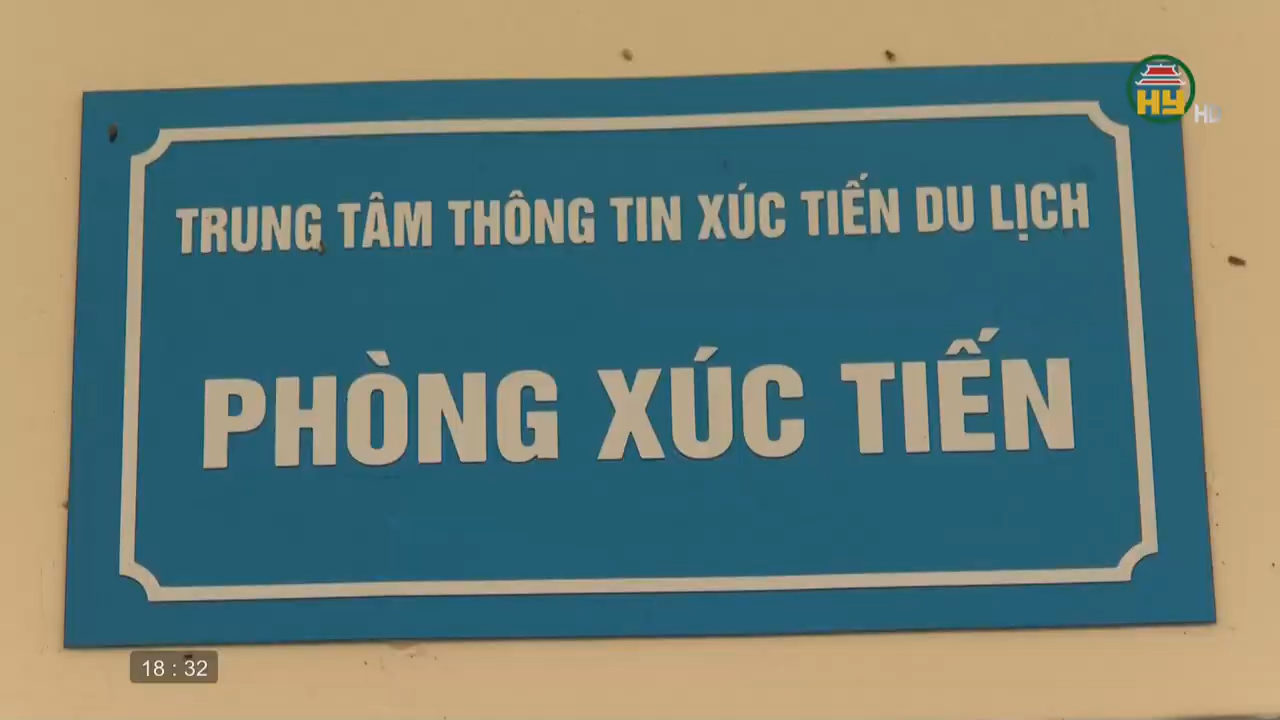 HY
HD
TRUNG TÂM THÔNG TIN XÚC TIẾN DU LỊCH
PHÒNG XÚC TIẾN
18 : 32